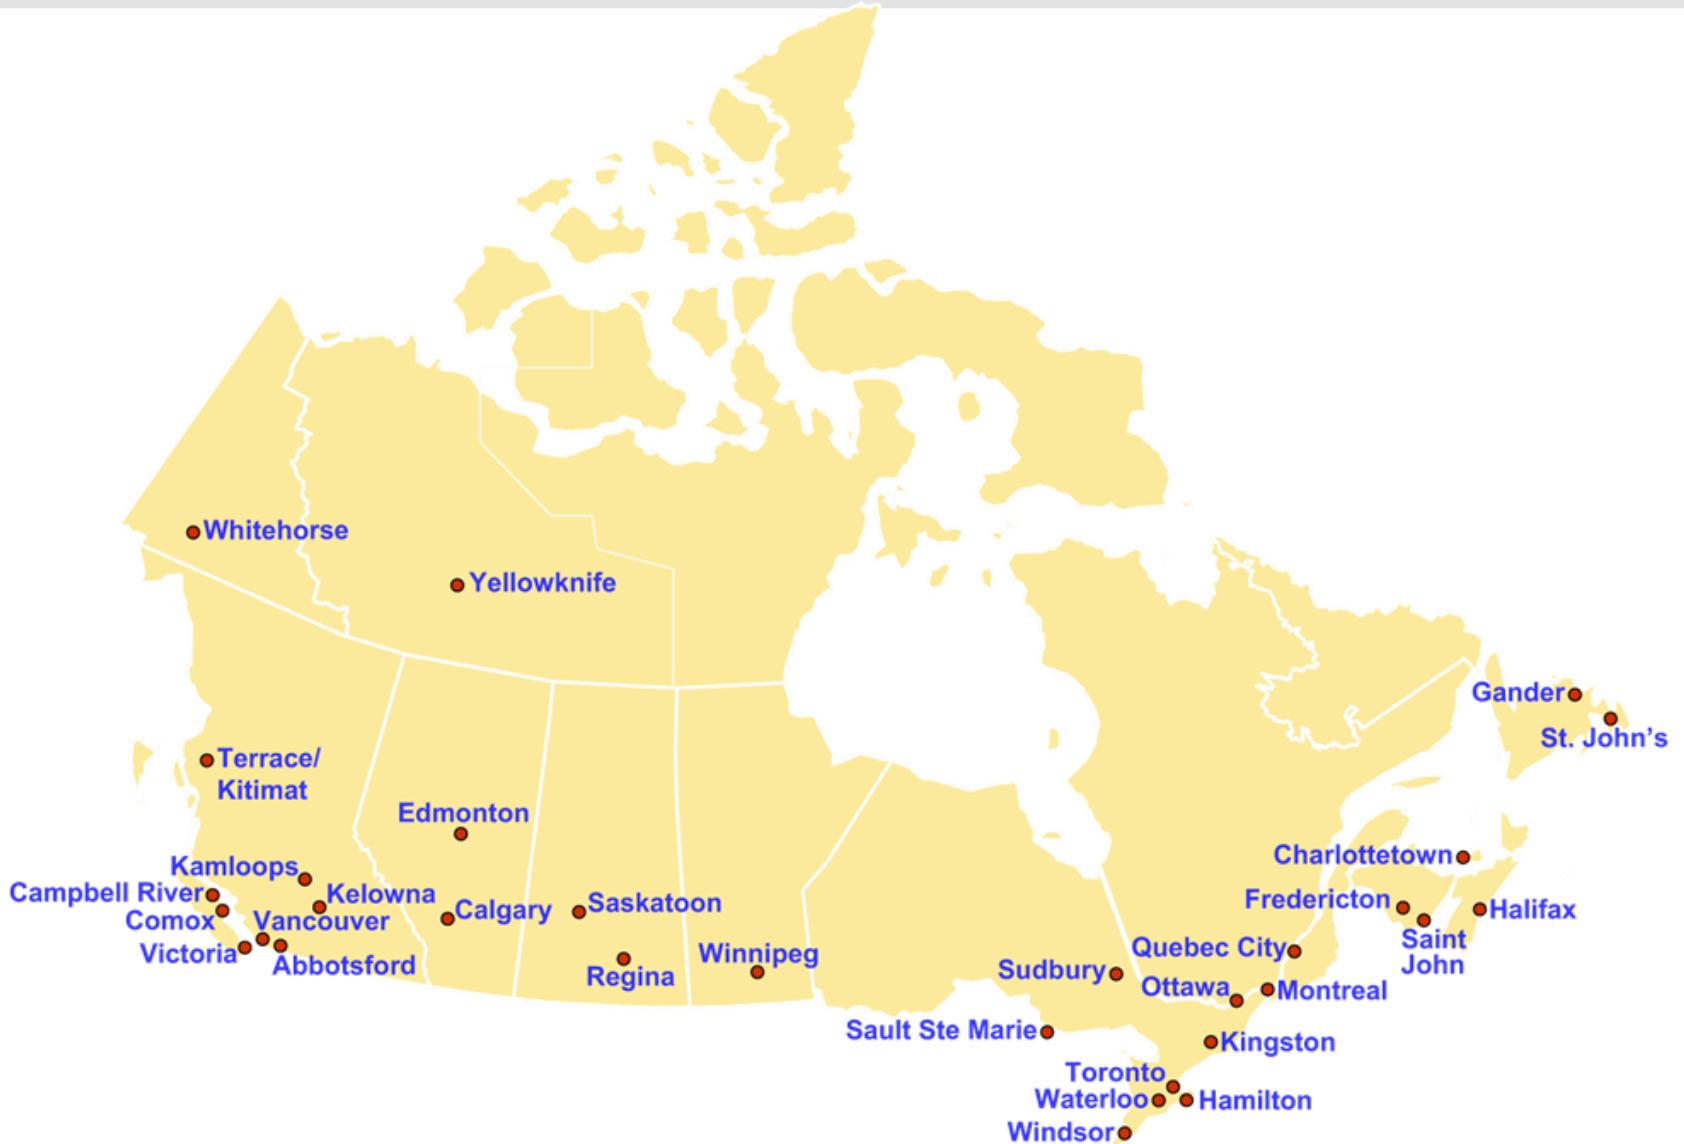 Whitehorse
Yellowknife
Gander
St. John's
Terrace/
Kitimat
Edmonton
Charlottetown
Kamloops
Campbell River
Kelowna
Comox
Vancouver
Victoria
Abbotsford
Calgary
Saskatoon
Regina
Winnipeg
Fredericton
Halifax
Saint
John
Quebec City
Sudbury
Ottawa
Montreal
Sault Ste Marie
Kingston
Toronto
Waterloo
Hamilton
Windsor